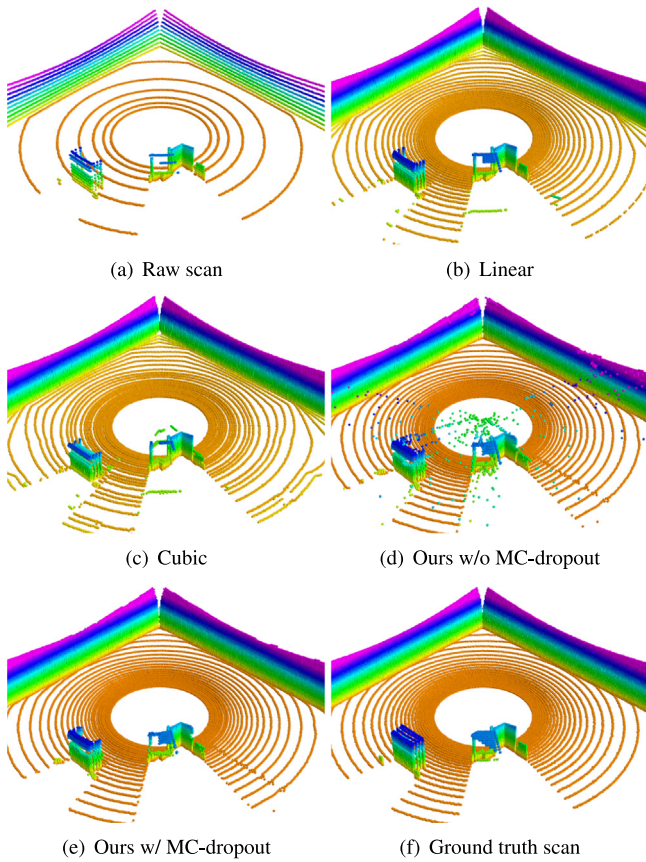 (a) Raw scan
(b) Linear
(c) Cubic
(d) Ours w/o MC-dropout
(e) Ours w/ MC-dropout
(f) Ground truth scan